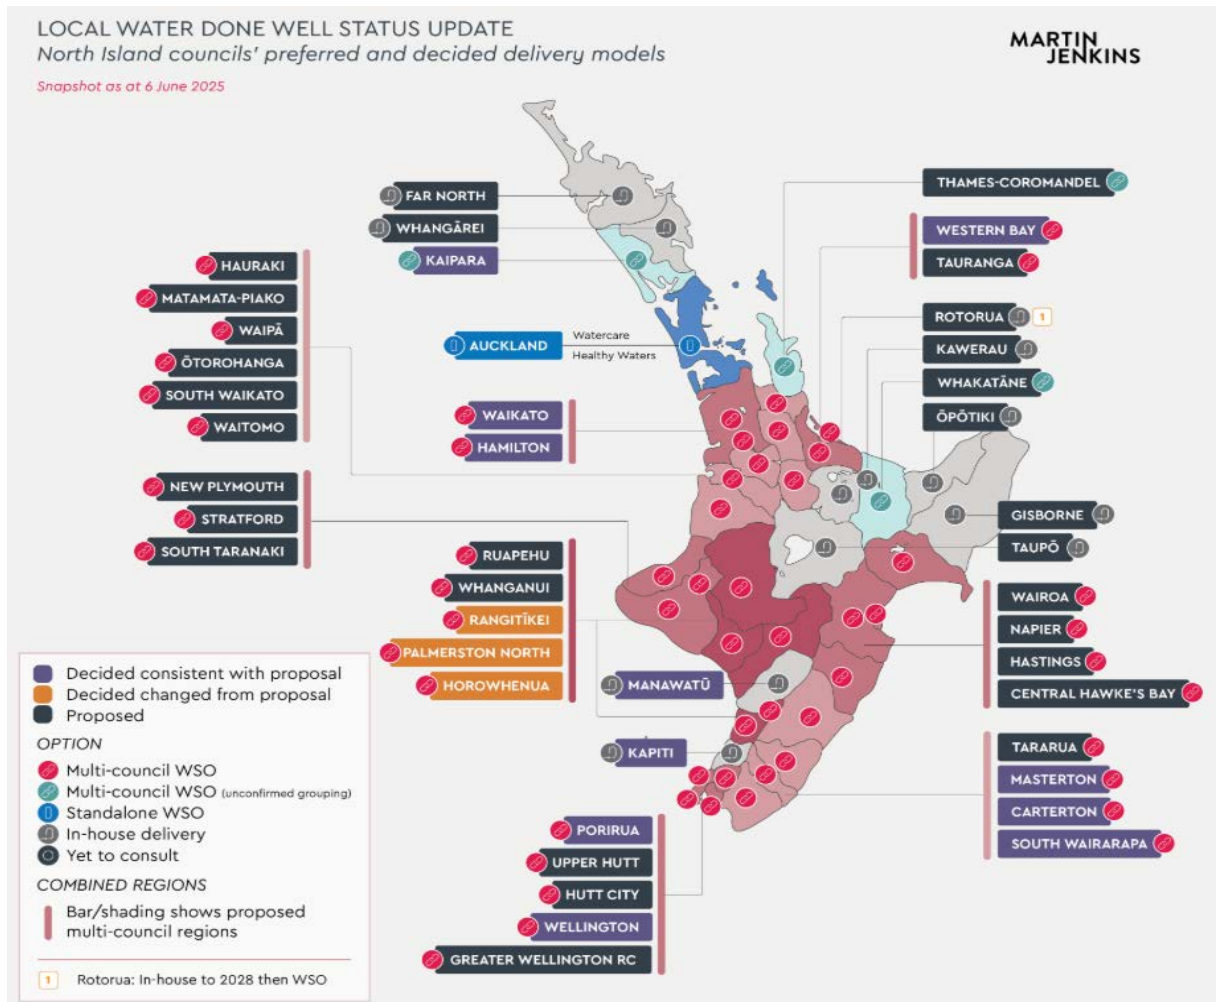 LOCAL WATER DONE WELL STATUS UPDATE
North Island councils' preferred and decided delivery models
Snapshot as at 6 June 2025
MARTIN
JENKINS
FAR NORTH
WHANGĀREI
KAIPARA
HAURAKI
MATAMATA-PIAKO
WAIPĀ
ŌTOROHANGA
SOUTH WAIKATO
WAITOMO
AUCKLAND
Watercare
Healthy Waters
WAIKATO
HAMILTON
NEW PLYMOUTH
STRATFORD
SOUTH TARANAKI
RUAPEHU
WHANGANUI
RANGITĪKEI
PALMERSTON NORTH
HOROWHENUA
MANAWATŪ
KAPITI
PORIRUA
UPPER HUTT
HUTT CITY
WELLINGTON
GREATER WELLINGTON RC
THAMES-COROMANDEL
WESTERN BAY
TAURANGA
ROTORUA 1
KAWERAU
WHAKATĀNE
ŌPŌTIKI
GISBORNE
TAUPŌ
WAIROA
NAPIER
HASTINGS
CENTRAL HAWKE'S BAY
TARARUA
MASTERTON
CARTERTON
SOUTH WAIRARAPA
Decided consistent with proposal
Decided changed from proposal
Proposed
OPTION
Multi-council WSO
Multi-council WSO (unconfirmed grouping)
Standalone WSO
In-house delivery
Yet to consult
COMBINED REGIONS
Bar/shading shows proposed
multi-council regions
1 Rotorua: In-house to 2028 then WSO